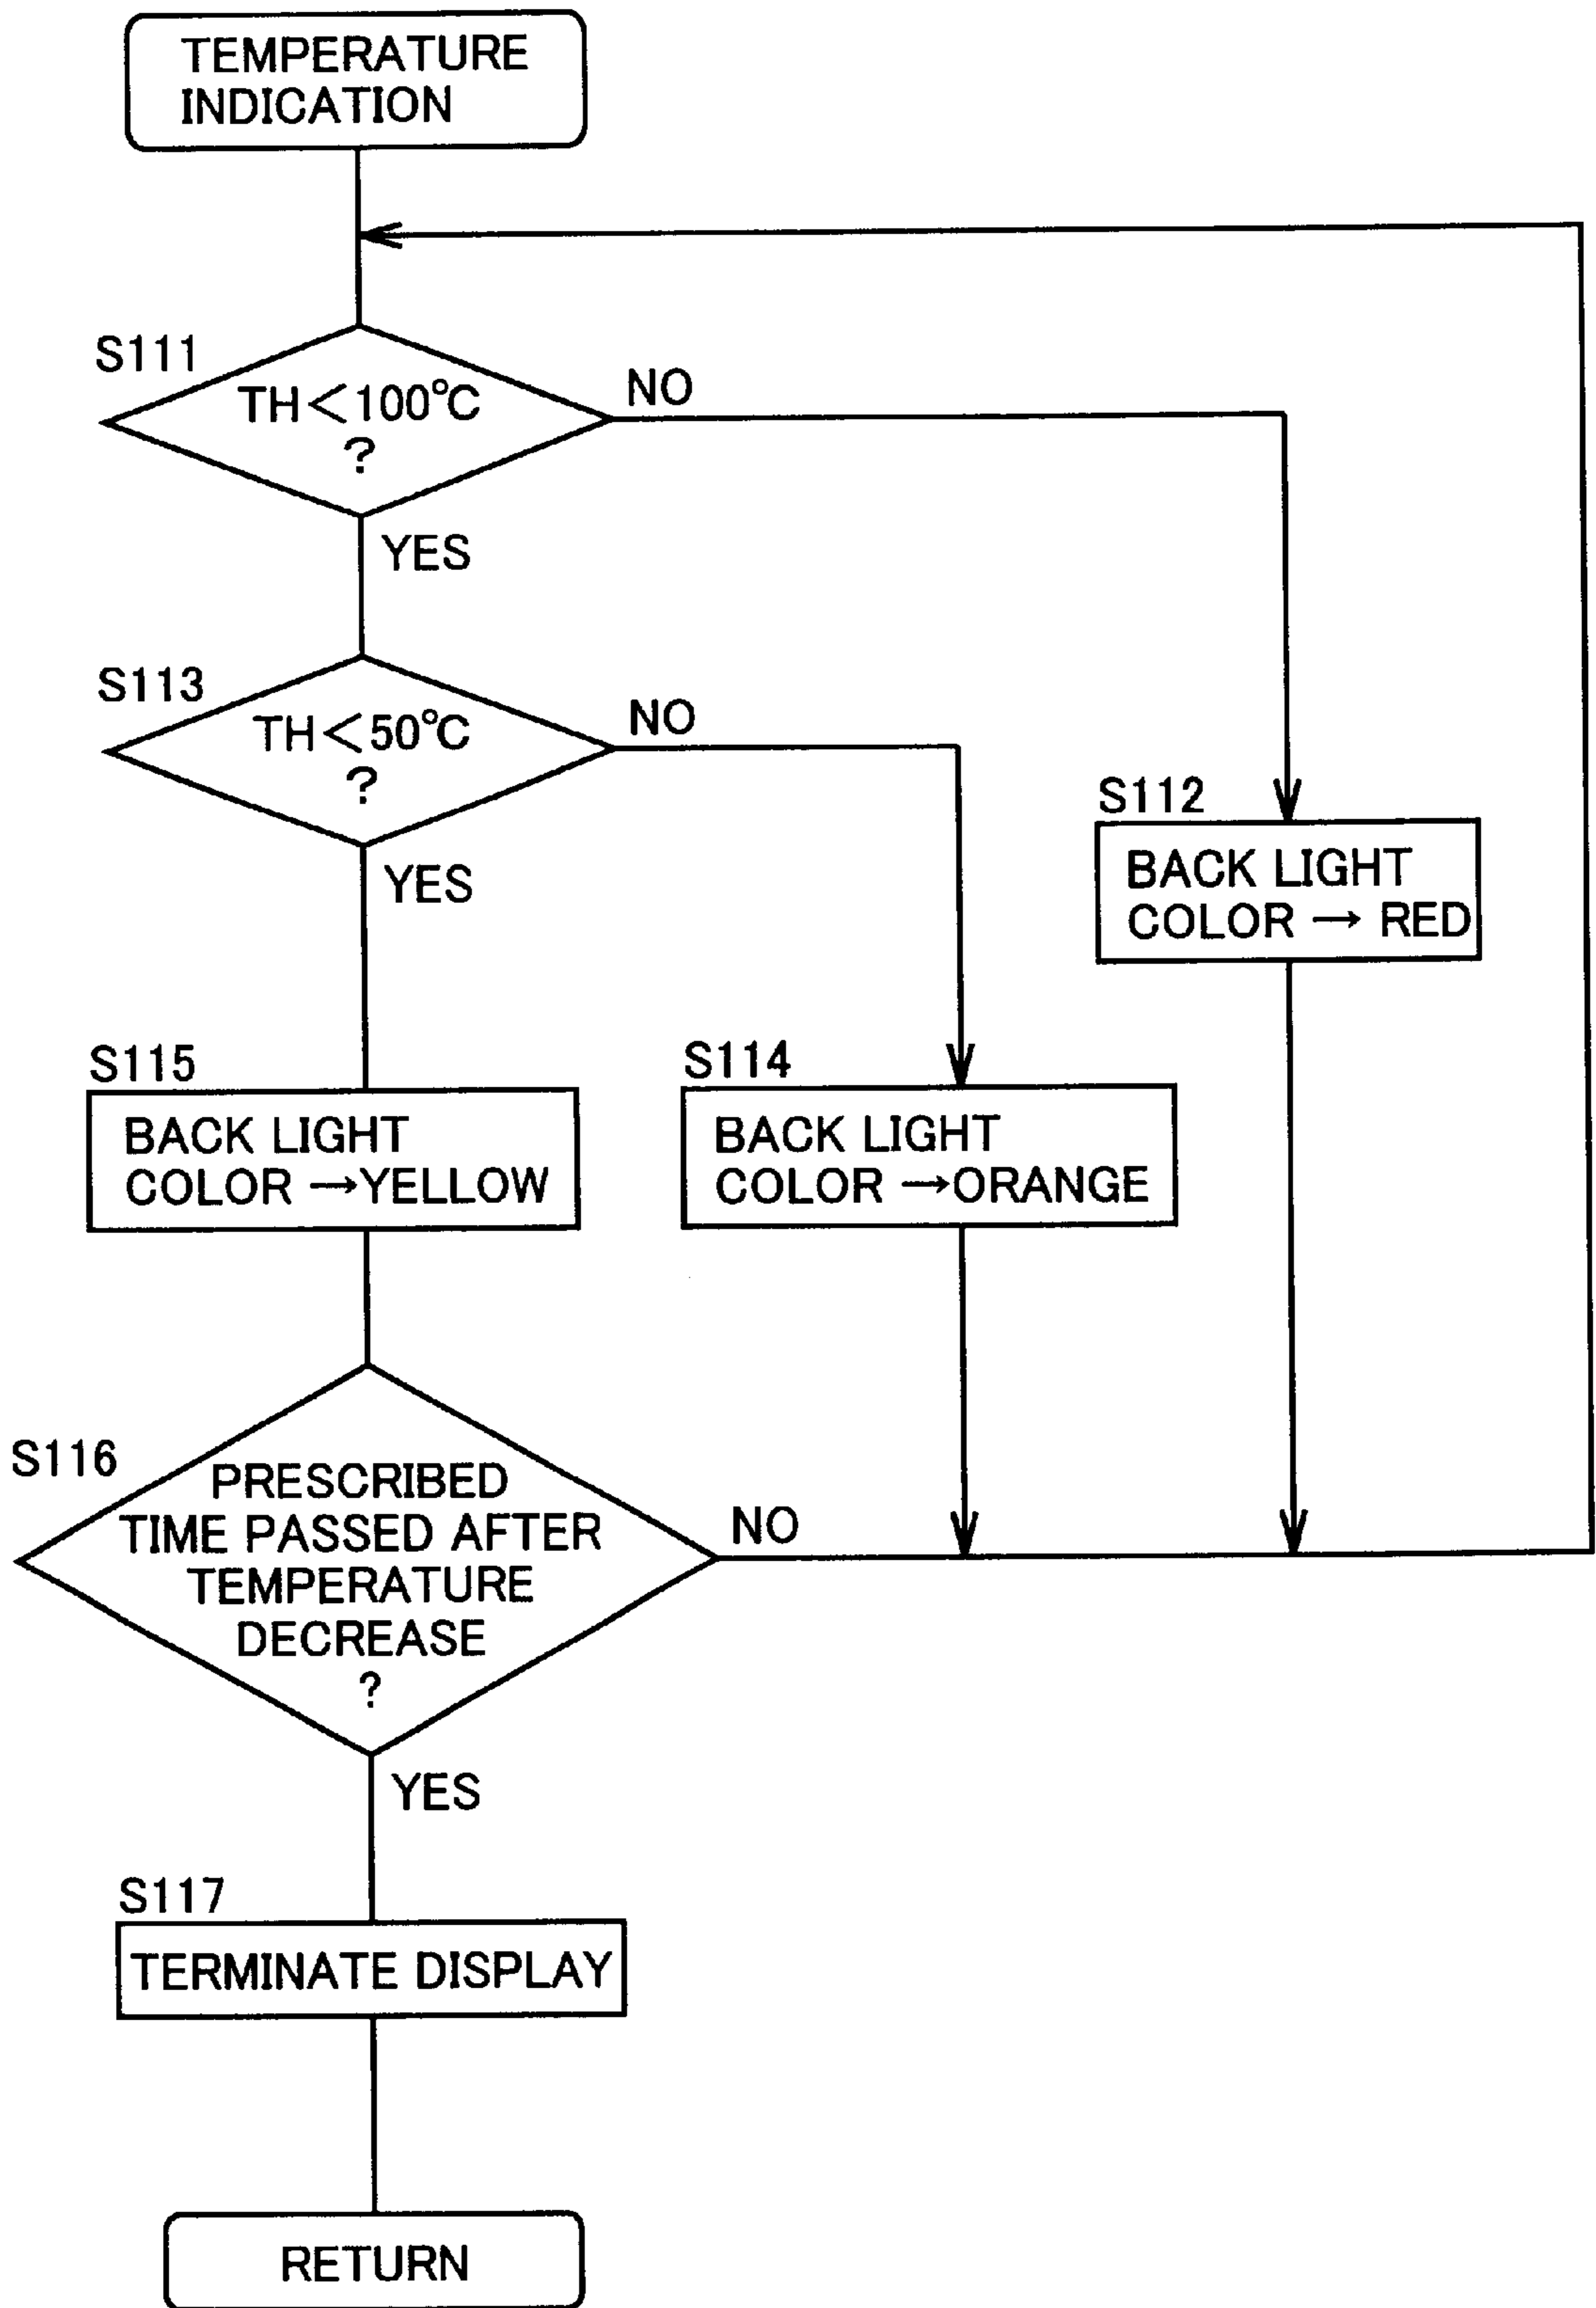 TEMPERATURE
INDICATION
S111
TH<100°C
?
NO
YES
S113
TH<50°C
?
NO
YES
S112
BACK LIGHT
COLOR → RED
S115
BACK LIGHT
COLOR →YELLOW
S114
BACK LIGHT
COLOR →ORANGE
S116
PRESCRIBED
TIME PASSED AFTER
TEMPERATURE
DECREASE
?
NO
YES
S117
TERMINATE DISPLAY
RETURN